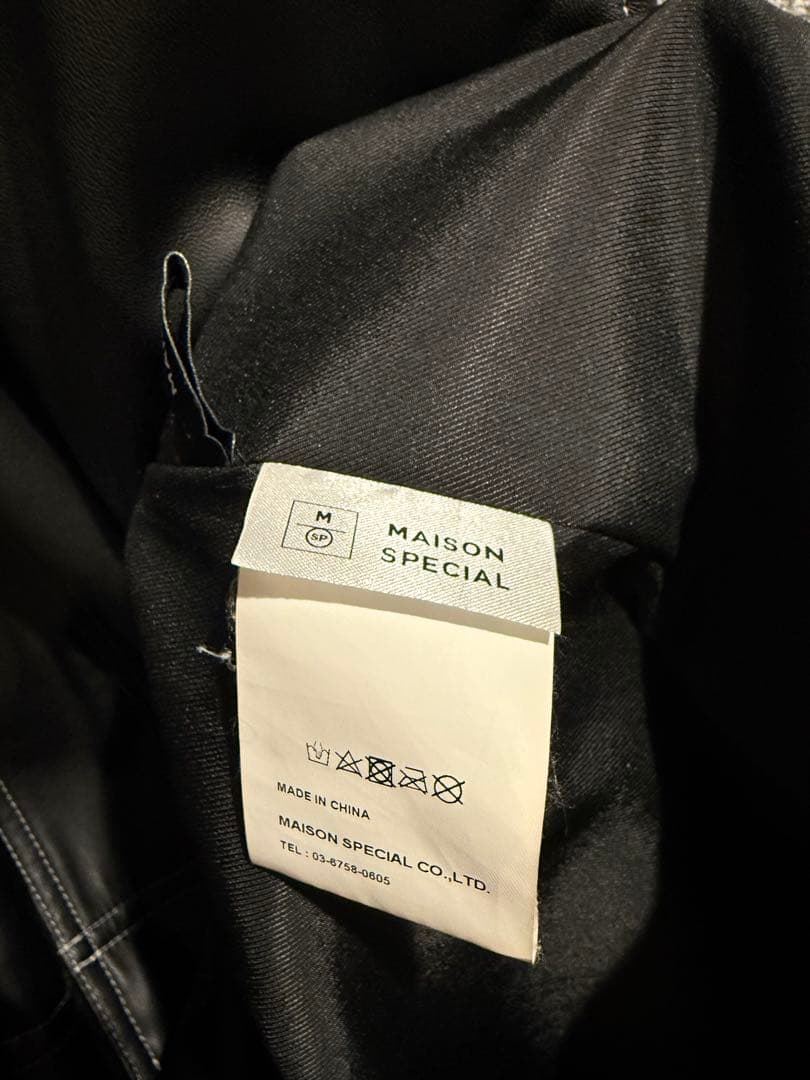 M
SP
MAISON
SPECIAL
MADE IN CHINA
MAISON SPECIAL CO.,LTD.
TEL : 03-6758-0605